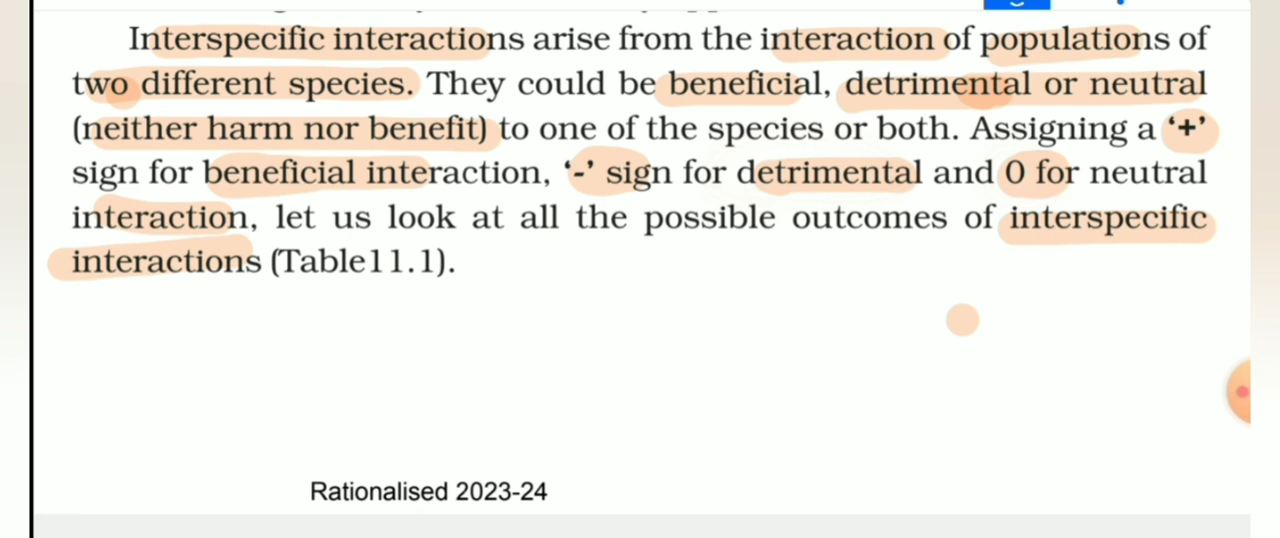 Interspecific interactions arise from the interaction of populations of
two different species. They could be beneficial, detrimental or neutral
(neither harm nor benefit) to one of the species or both. Assigning a ‘+’
sign for beneficial interaction, ‘-’ sign for detrimental and 0 for neutral
interaction, let us look at all the possible outcomes of interspecific
interactions (Table11.1).
Rationalised 2023-24